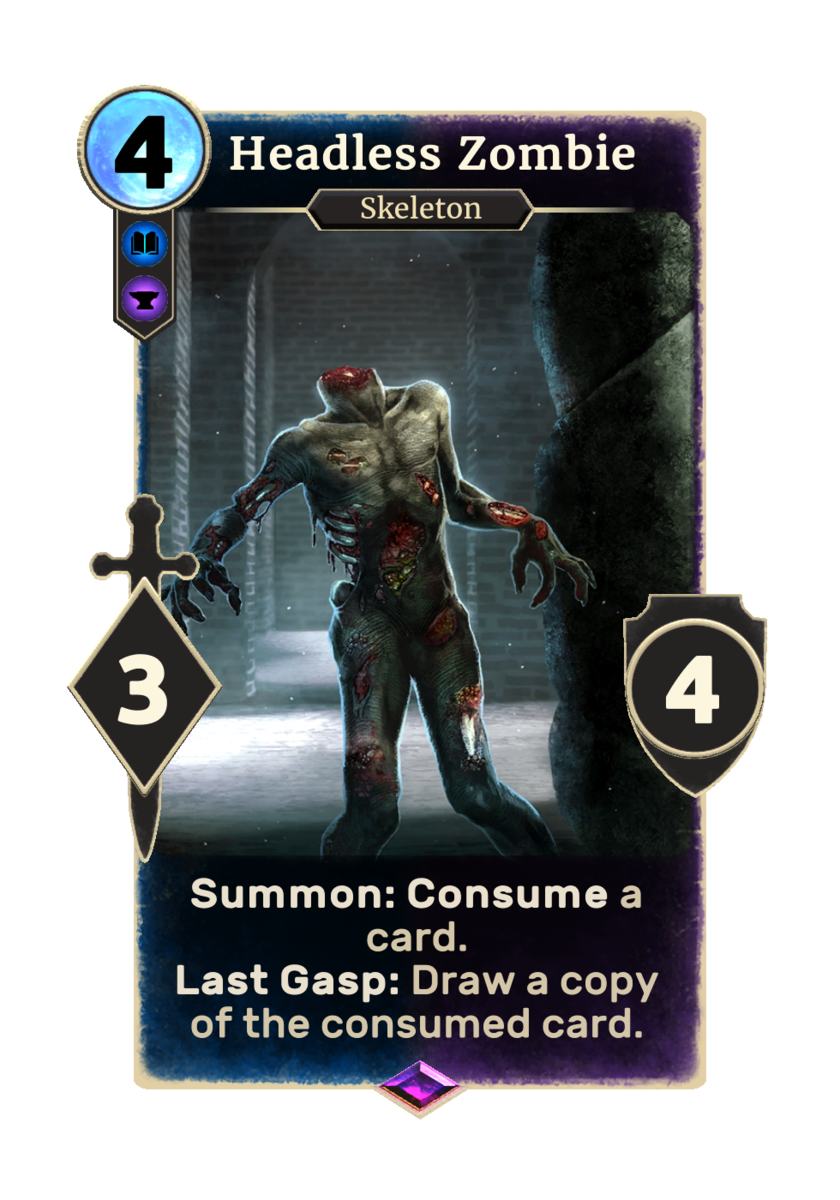 4
Headless Zombie
Skeleton
3
4
Summon: Consume a
card.
Last Gasp: Draw a copy
of the consumed card.